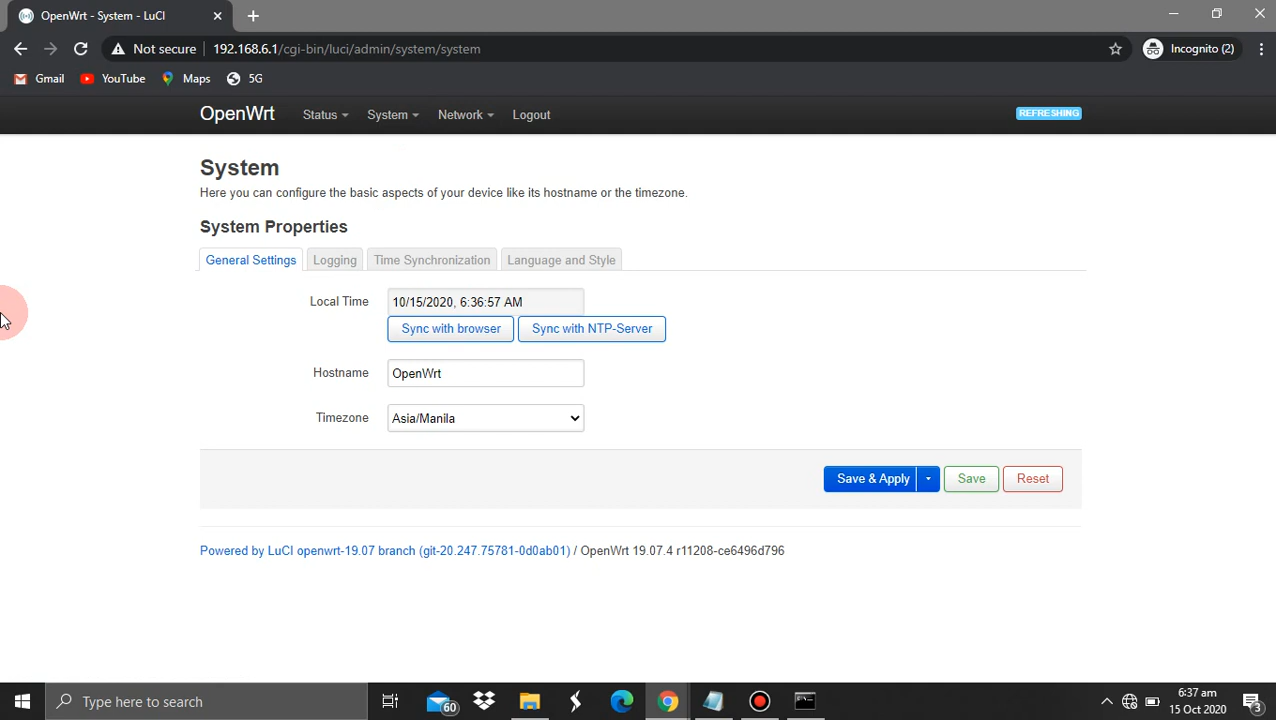 OpenWrt - System - LuCI
Not secure 192.168.6.1/cgi-bin/luci/admin/system/system Incognito (2)
Gmail YouTube Maps 5G
OpenWrt Status System Network Logout REFRESHING
System
Here you can configure the basic aspects of your device like its hostname or the timezone.
System Properties
General Settings Logging Time Synchronization Language and Style
Local Time 10/15/2020, 6:36:57 AM
Sync with browser Sync with NTP-Server
Hostname OpenWrt
Timezone Asia/Manila
Save & Apply Save Reset
Powered by LuCI openwrt-19.07 branch (git-20.247.75781-0d0ab01) / OpenWrt 19.07.4 r11208-ce6496d796
Type here to search 60 6:37 am
15 Oct 2020 3